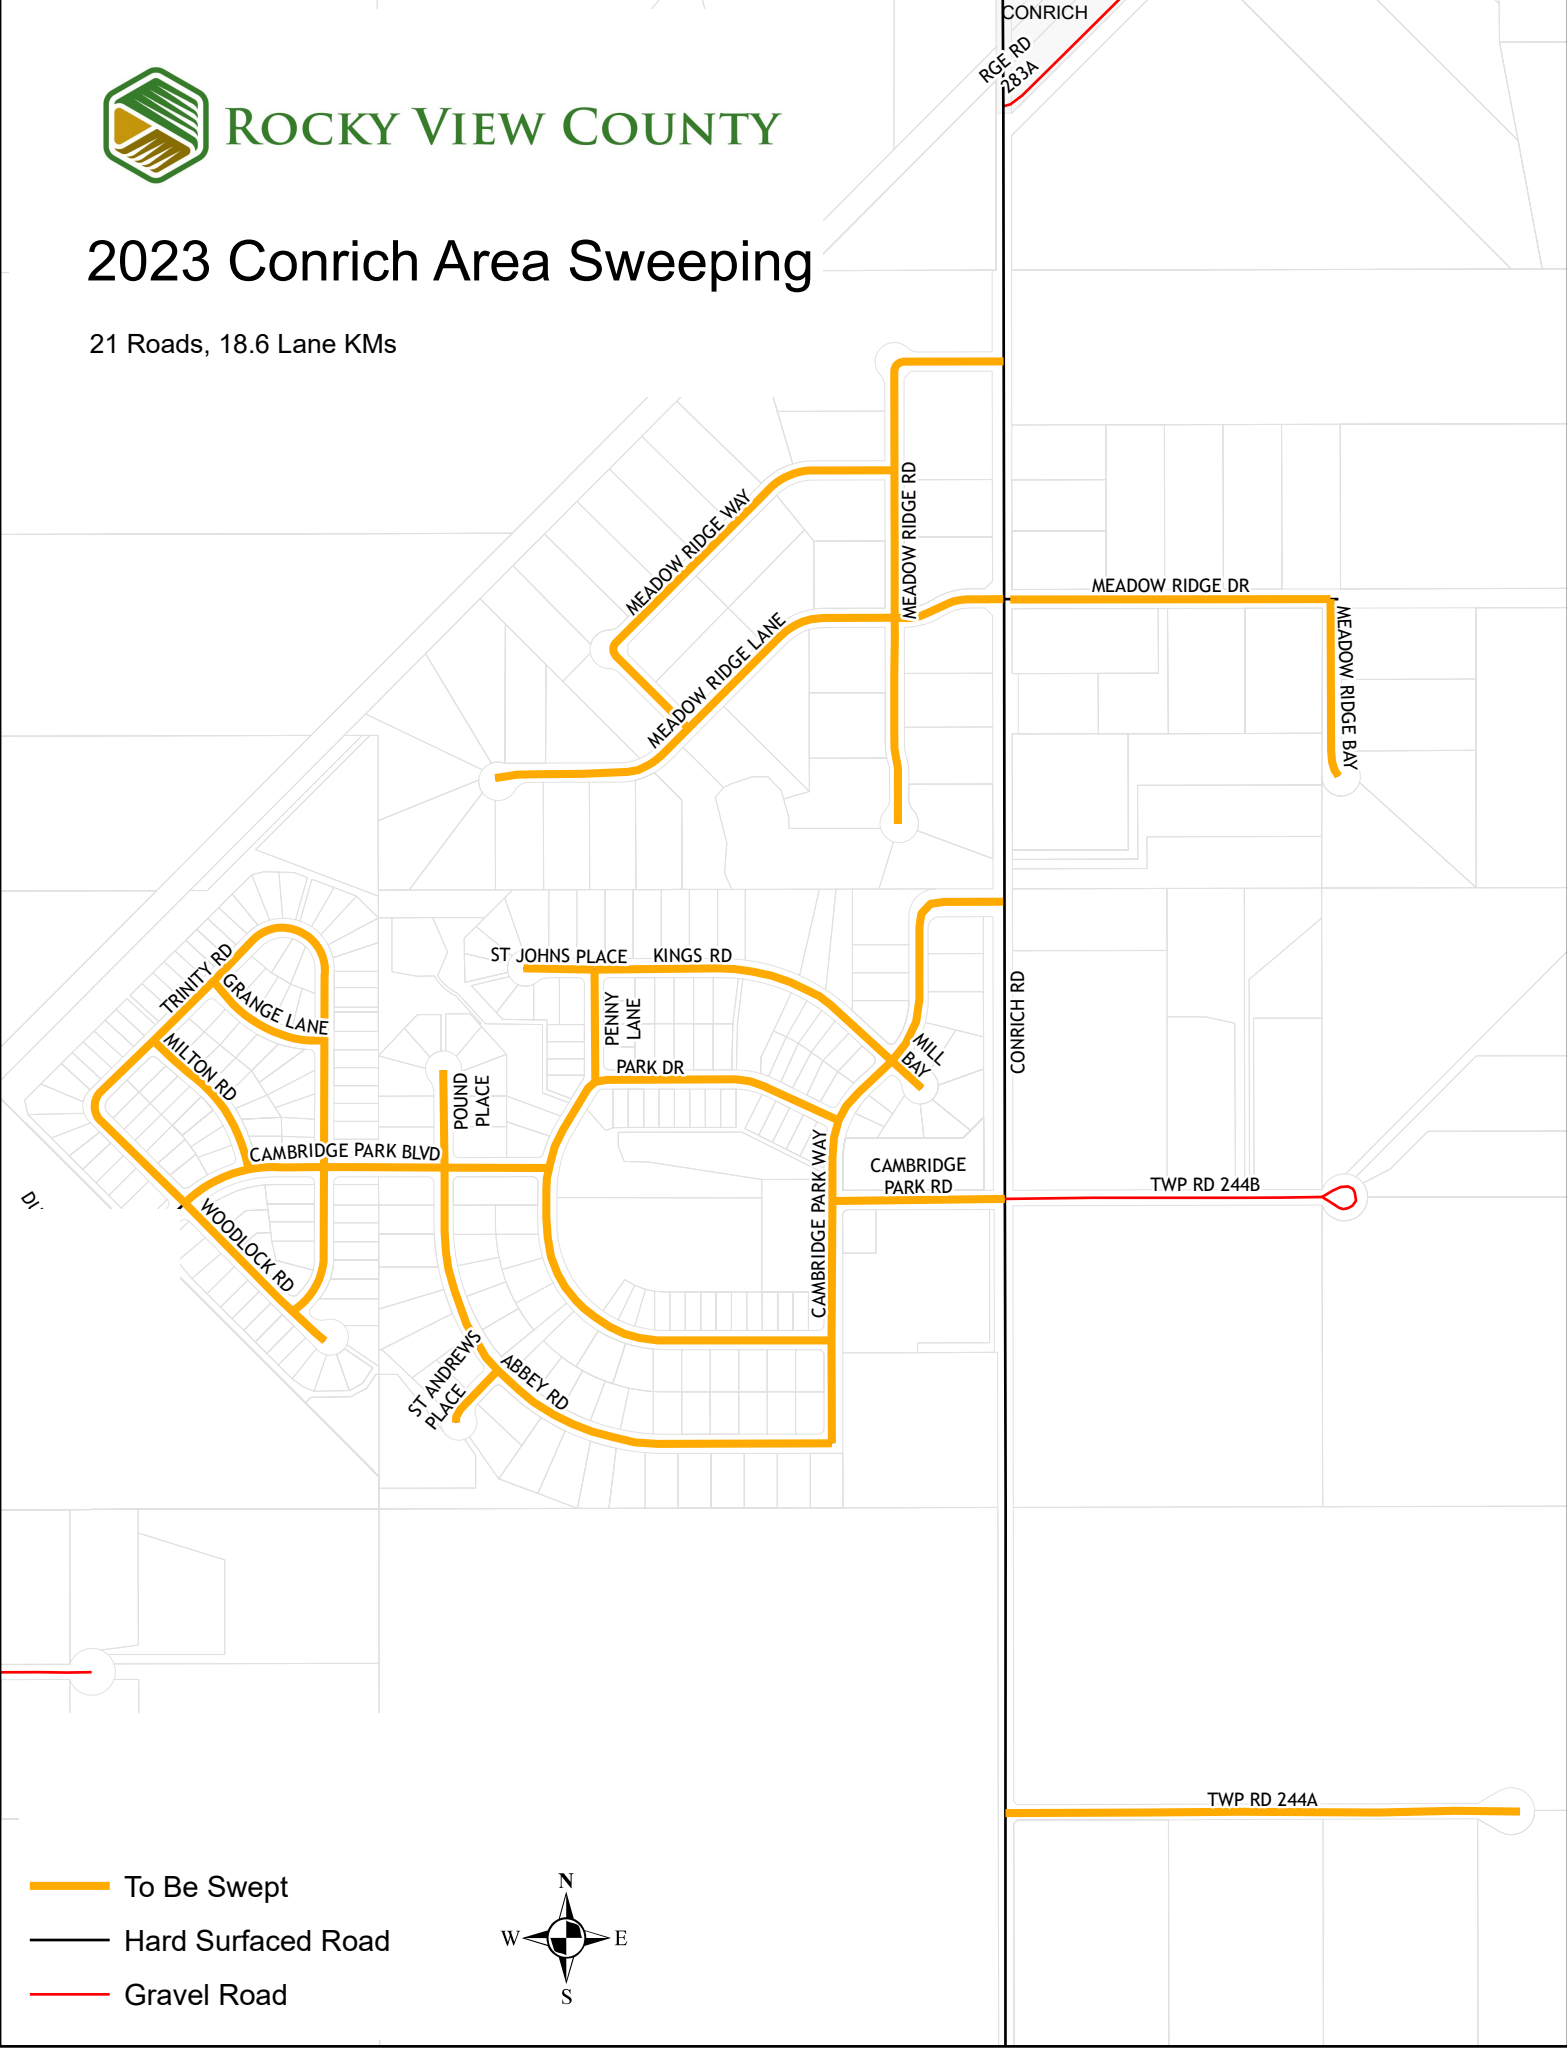 CONRICH
RGE RD
283A
ROCKY VIEW COUNTY
2023 Conrich Area Sweeping
21 Roads, 18.6 Lane KMs
MEADOW RIDGE WAY
MEADOW RIDGE RD
MEADOW RIDGE LANE
MEADOW RIDGE DR
MEADOW RIDGE BAY
ST JOHNS PLACE
KINGS RD
TRINITY RD
GRANGE LANE
PENNY
LANE
CONRICH RD
MILL
BAY
MILTON RD
PARK DR
POUND
PLACE
CAMBRIDGE PARK BLVD
CAMBRIDGE PARK WAY
CAMBRIDGE
PARK RD
TWP RD 244B
WOODLOCK RD
ST ANDREWS
PLACE
ABBEY RD
TWP RD 244A
To Be Swept
Hard Surfaced Road
Gravel Road
N
W
E
S